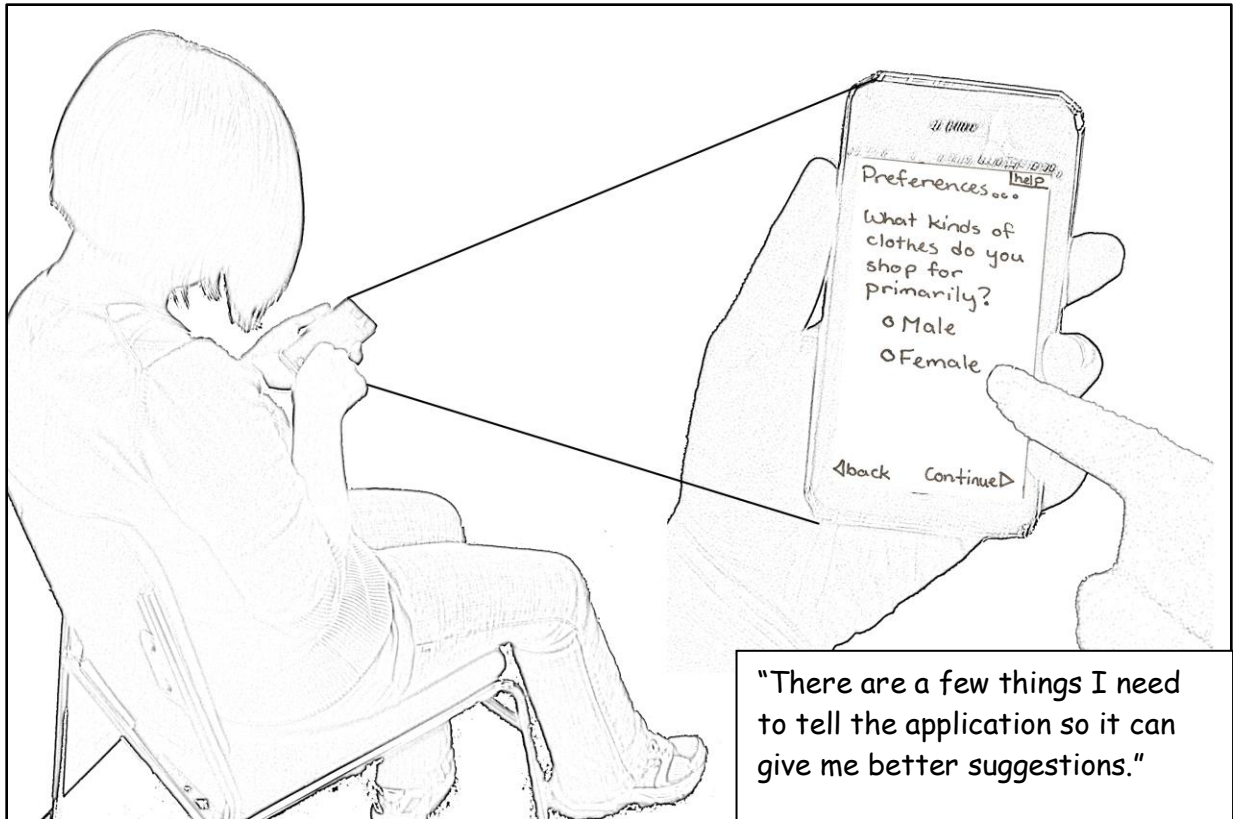 help
Preferences...
What kinds of
clothes do you
shop for
primarily?
Male
Female
back Continue
"There are a few things I need
to tell the application so it can
give me better suggestions."